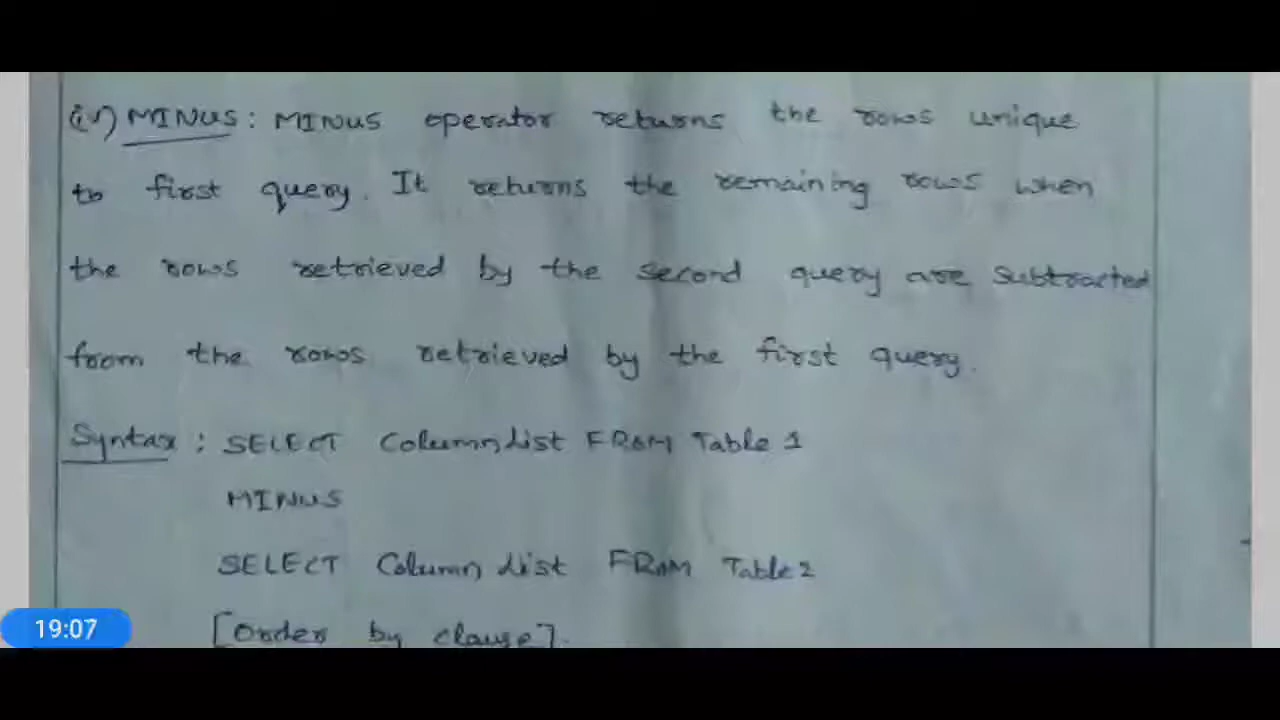 (iv) MINUS: MINUS operator returns the rows unique
to first query. It returns the remaining rows when
the rows retrieved by the second query are subtracted
from the rows retrieved by the first query.
Syntax: SELECT Column list FROM Table 1
MINUS
SELECT Column list FROM Table 2
[Order by clause].
19:07